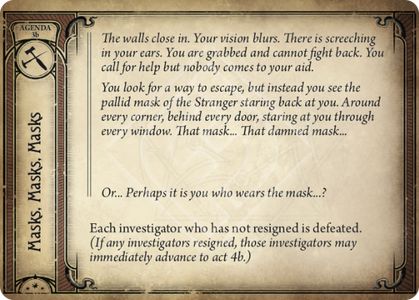 AGENDA
3b
Masks, Masks, Masks
The walls close in. Your vision blurs. There is screeching
in your ears. You are grabbed and cannot fight back. You
call for help but nobody comes to your aid.
You look for a way to escape, but instead you see the
pallid mask of the Stranger staring back at you. Around
every corner, behind every door, staring at you through
every window. That mask... That damned mask...
Or... Perhaps it is you who wears the mask...?
Each investigator who has not resigned is defeated.
(If any investigators resigned, those investigators may
immediately advance to act 4b.)